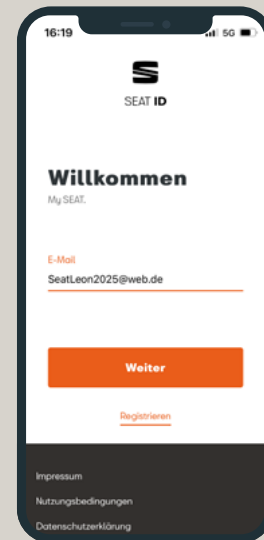 16:19
5G
SEAT ID
Willkommen
My SEAT.
E-Mail
SeatLeon2025@web.de
Weiter
Registrieren
Impressum
Nutzungsbedingungen
Datenschutzerklärung